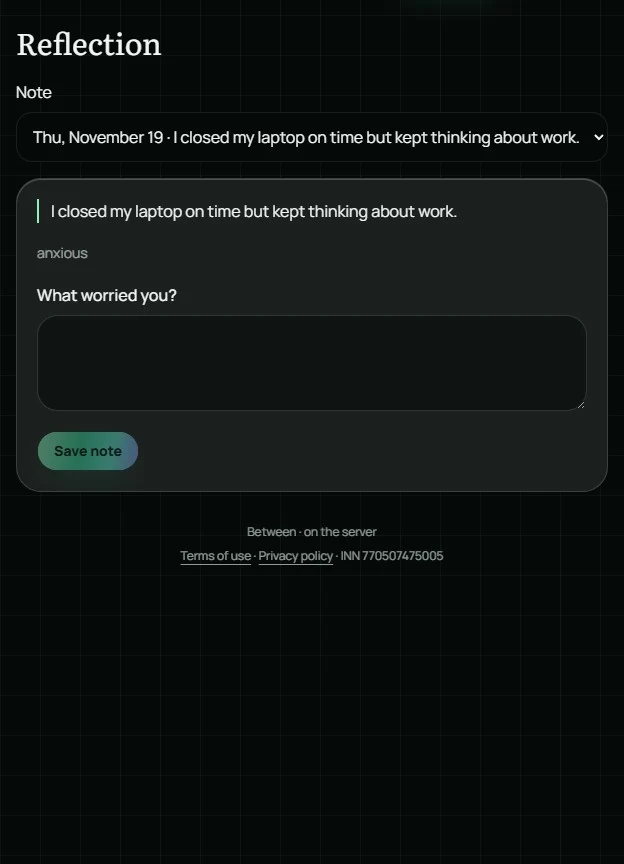 Reflection
Note
Thu, November 19 · I closed my laptop on time but kept thinking about work.
I closed my laptop on time but kept thinking about work.
anxious
What worried you?
Save note
Between · on the server
Terms of use · Privacy policy · INN 770507475005